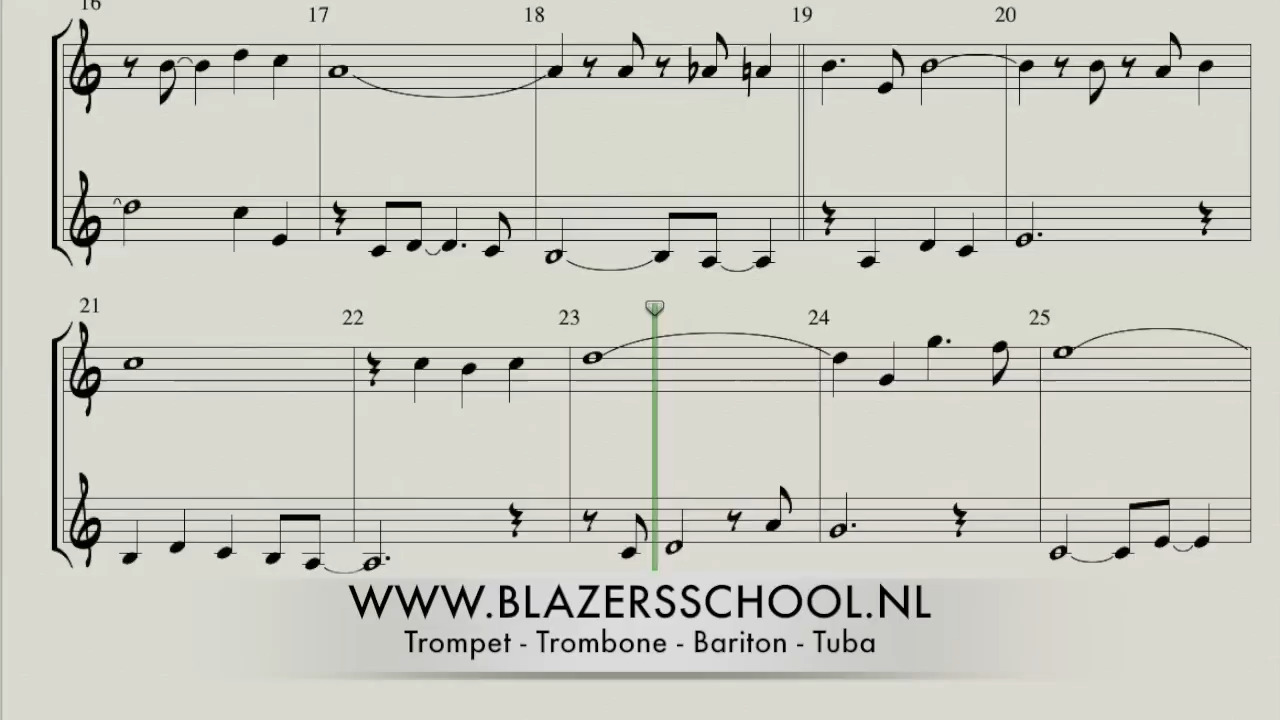 16 17 18 19 20
21 22 23 24 25
WWW.BLAZERSSCHOOL.NL
Trompet - Trombone - Bariton - Tuba